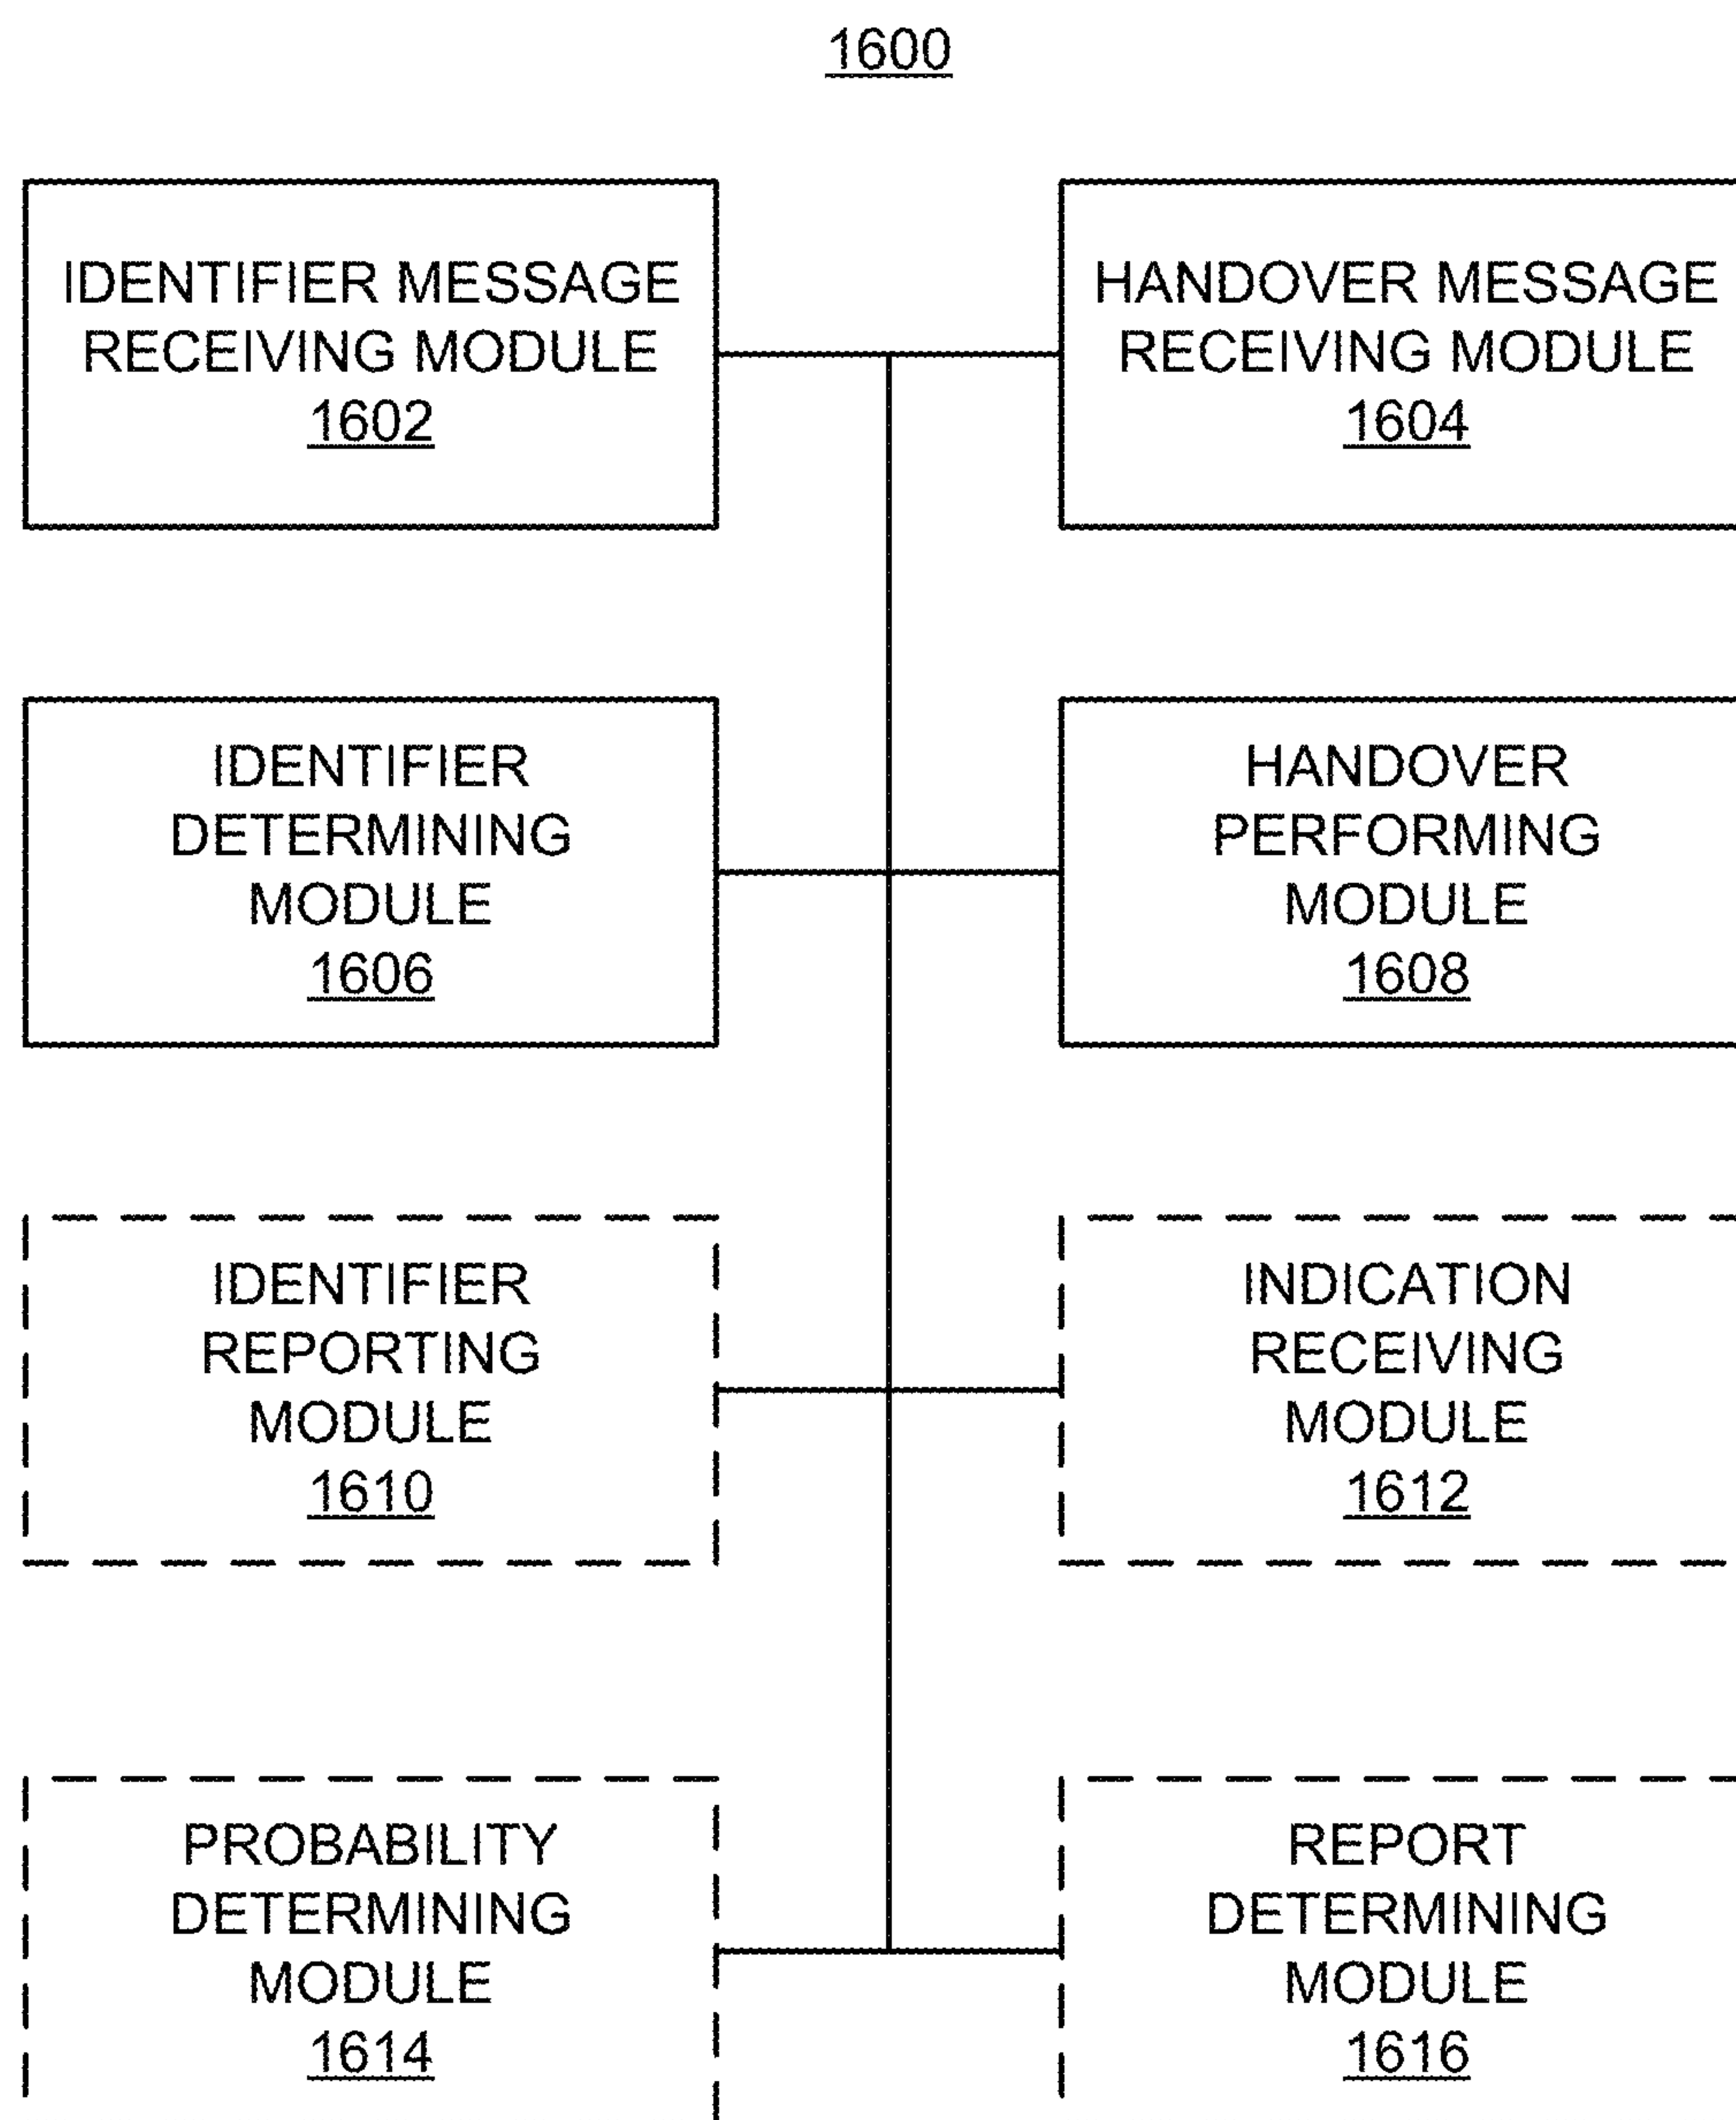 1600
IDENTIFIER MESSAGE
RECEIVING MODULE
1602
HANDOVER MESSAGE
RECEIVING MODULE
1604
IDENTIFIER
DETERMINING
MODULE
1606
HANDOVER
PERFORMING
MODULE
1608
IDENTIFIER
REPORTING
MODULE
1610
INDICATION
RECEIVING
MODULE
1612
PROBABILITY
DETERMINING
MODULE
1614
REPORT
DETERMINING
MODULE
1616